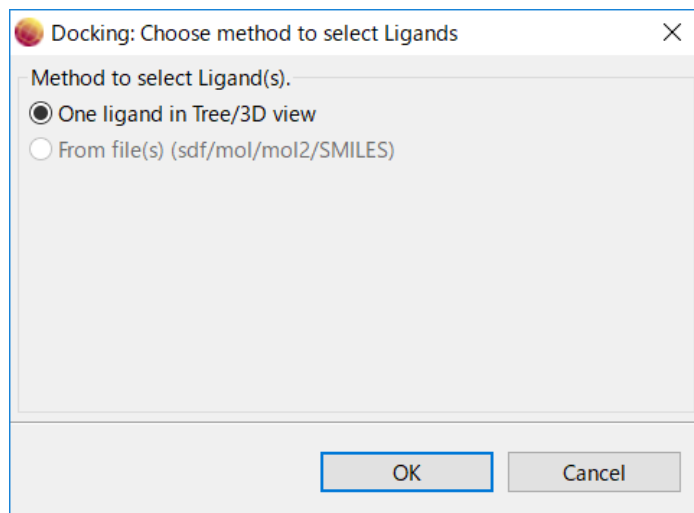 Docking: Choose method to select Ligands
Method to select Ligand(s).
One ligand in Tree/3D view
From file(s) (sdf/mol/mol2/SMILES)
OK Cancel